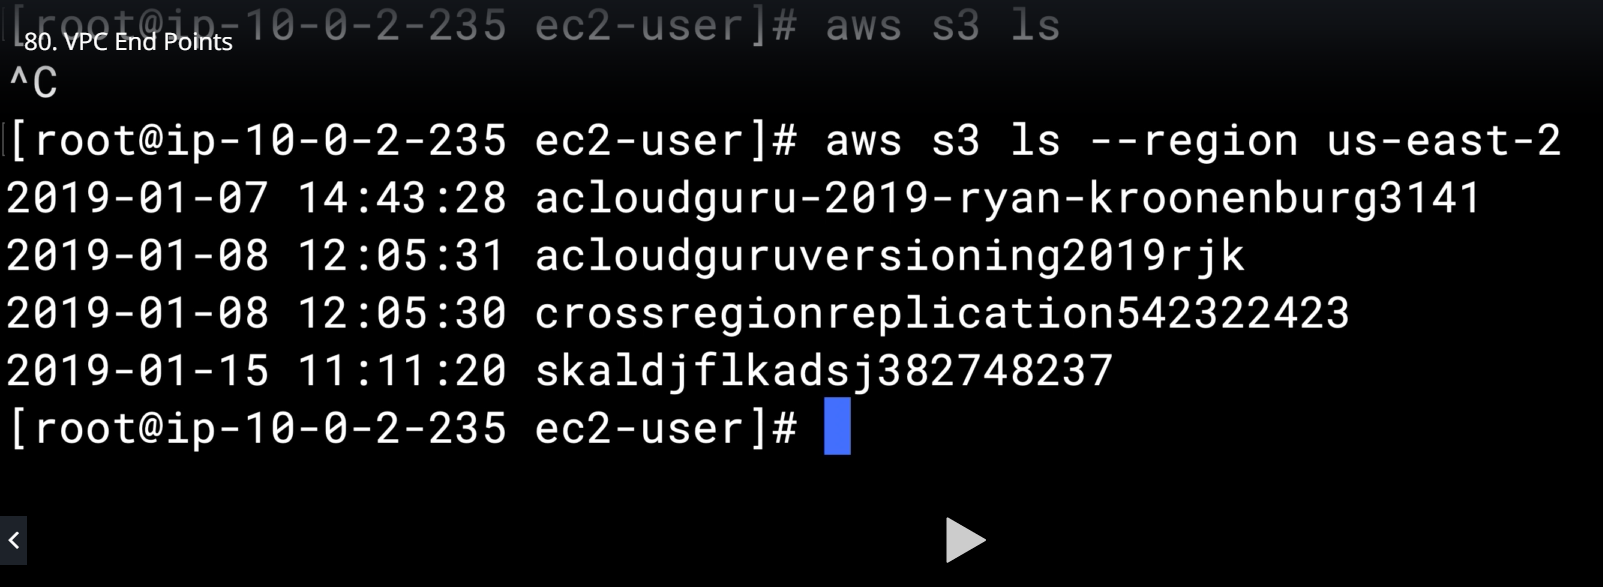 [root@ip-10-0-2-235 ec2-user]# aws s3 ls
80. VPC End Points
^C
[root@ip-10-0-2-235 ec2-user]# aws s3 ls --region us-east-2
2019-01-07 14:43:28 acloudguru-2019-ryan-kroonenburg3141
2019-01-08 12:05:31 acloudguruversioning2019rjk
2019-01-08 12:05:30 crossregionreplication542322423
2019-01-15 11:11:20 skaldjflkadsj382748237
[root@ip-10-0-2-235 ec2-user]#